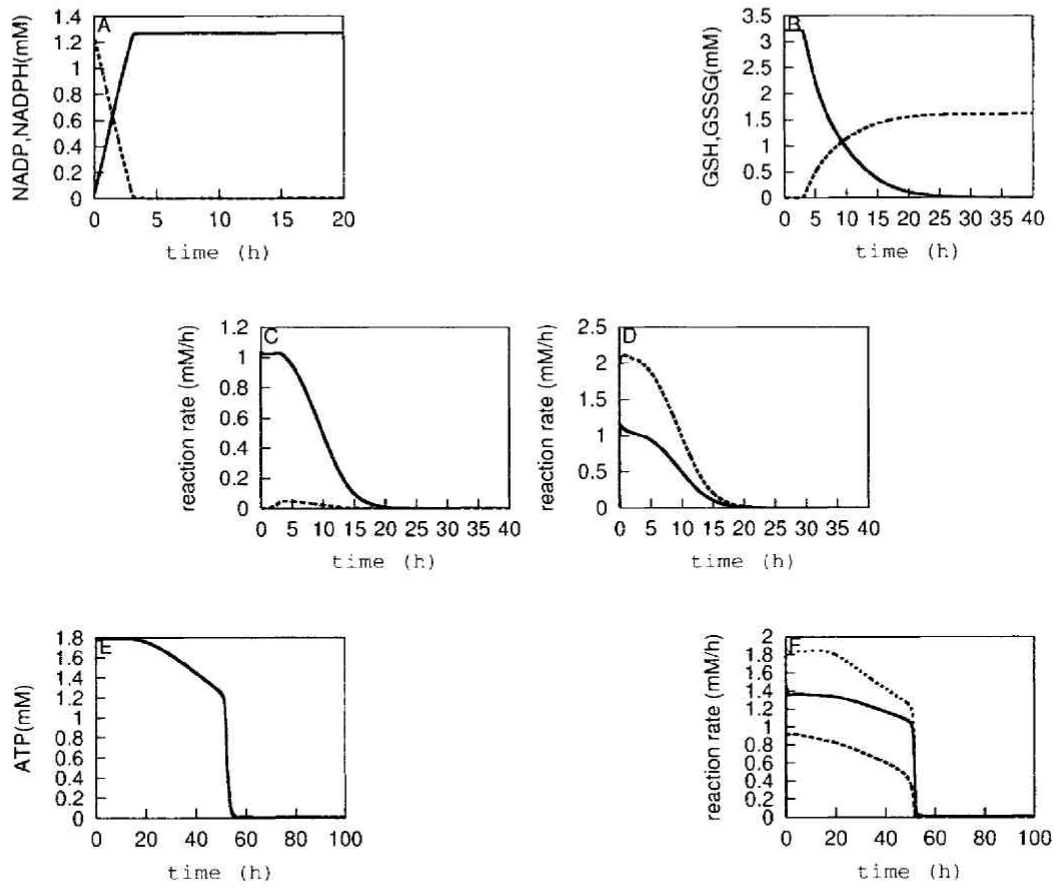 A
NADP,NADPH(mM)
1.4
1.2
1
0.8
0.6
0.4
0.2
0
0 5 10 15 20
time (h)
B
GSH,GSSG(mM)
3.5
3
2.5
2
1.5
1
0.5
0
0 5 10 15 20 25 30 35 40
time (h)
C
reaction rate (mM/h)
1.2
1
0.8
0.6
0.4
0.2
0
0 5 10 15 20 25 30 35 40
time (h)
D
reaction rate (mM/h)
2.5
2
1.5
1
0.5
0
0 5 10 15 20 25 30 35 40
time (h)
E
ATP(mM)
1.8
1.6
1.4
1.2
1
0.8
0.6
0.4
0.2
0
0 20 40 60 80 100
time (h)
F
reaction rate (mM/h)
2
1.8
1.6
1.4
1.2
1
0.8
0.6
0.4
0.2
0
0 20 40 60 80 100
time (h)